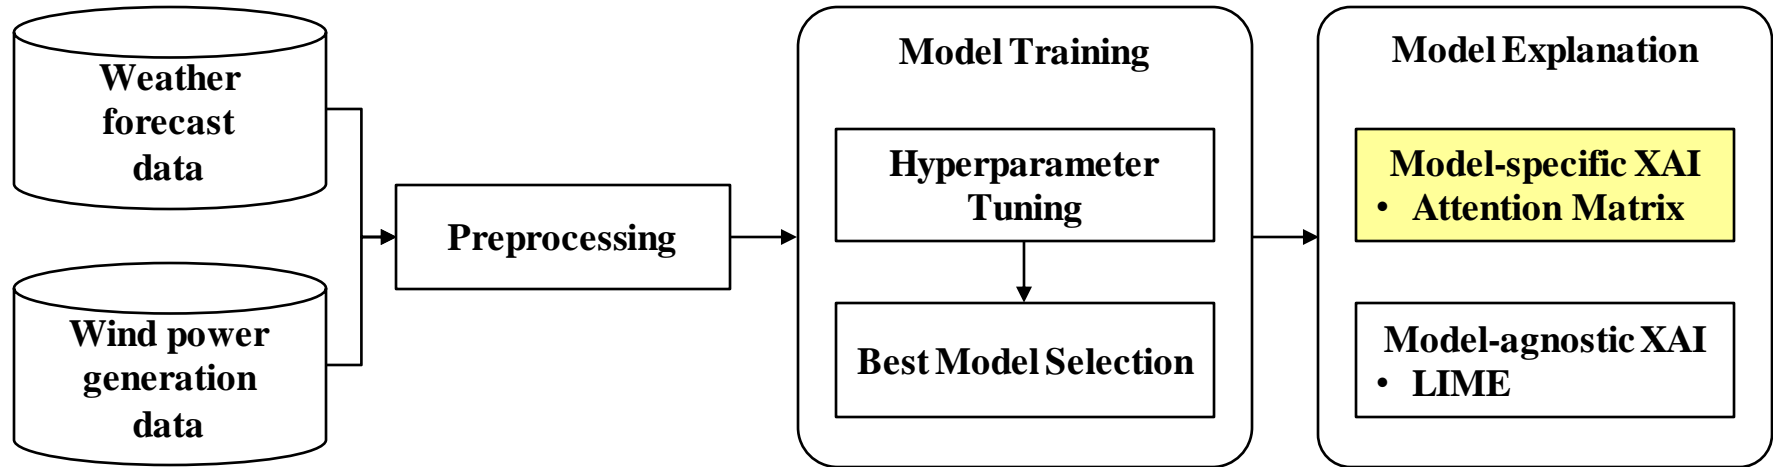 Weather
forecast
data
Wind power
generation
data
Preprocessing
Model Training
Hyperparameter
Tuning
Best Model Selection
Model Explanation
Model-specific XAI
• Attention Matrix
Model-agnostic XAI
• LIME